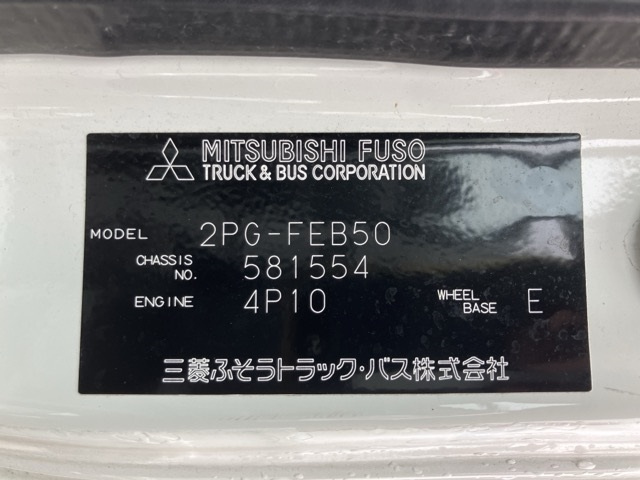 MITSUBISHI FUSO
TRUCK & BUS CORPORATION
MODEL 2PG-FEB50
CHASSIS NO. 581554
ENGINE 4P10 WHEEL BASE E
三菱ふそうトラック・バス株式会社